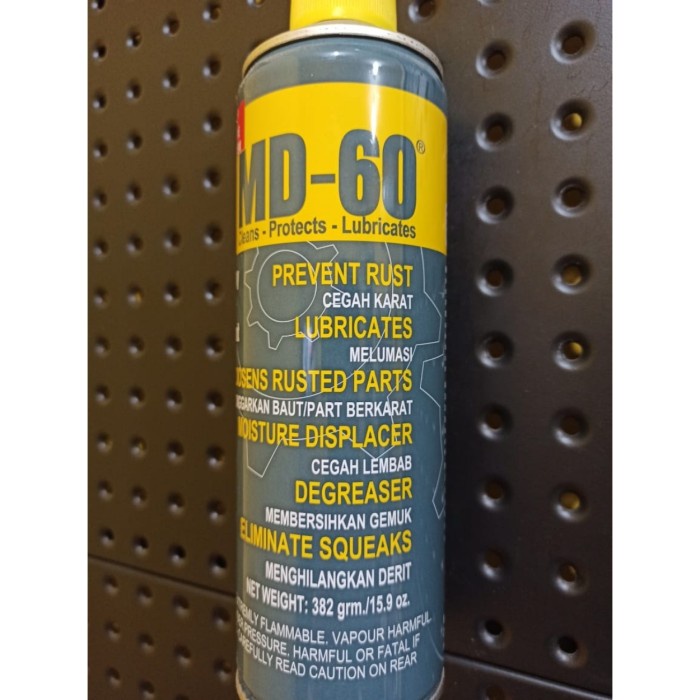 MD-60®
Cleans - Protects - Lubricates
PREVENT RUST
CEGAH KARAT
LUBRICATES
MELUMASI
LOOSENS RUSTED PARTS
BAUT/PART BERKARAT
MOISTURE DISPLACER
CEGAH LEMBAB
DEGREASER
MEMBERSIHKAN GEMUK
ELIMINATE SQUEAKS
MENGHILANGKAN DERIT
NET WEIGHT: 382 grm./15.9 oz.
EXTREMELY FLAMMABLE. VAPOUR HARMFUL
PRESSURE. HARMFUL OR FATAL IF
CAREFULLY READ CAUTION ON REAR